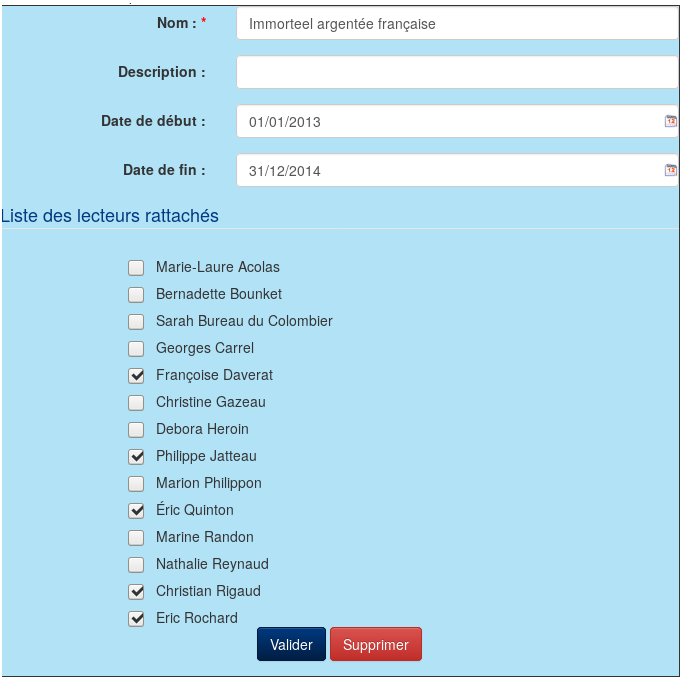 Nom : * Immorteel argentée française
Description :
Date de début : 01/01/2013
Date de fin : 31/12/2014
Liste des lecteurs rattachés
Marie-Laure Acolas
Bernadette Bounket
Sarah Bureau du Colombier
Georges Carrel
Françoise Daverat
Christine Gazeau
Debora Heroin
Philippe Jatteau
Marion Philippon
Éric Quinton
Marine Randon
Nathalie Reynaud
Christian Rigaud
Eric Rochard
Valider Supprimer